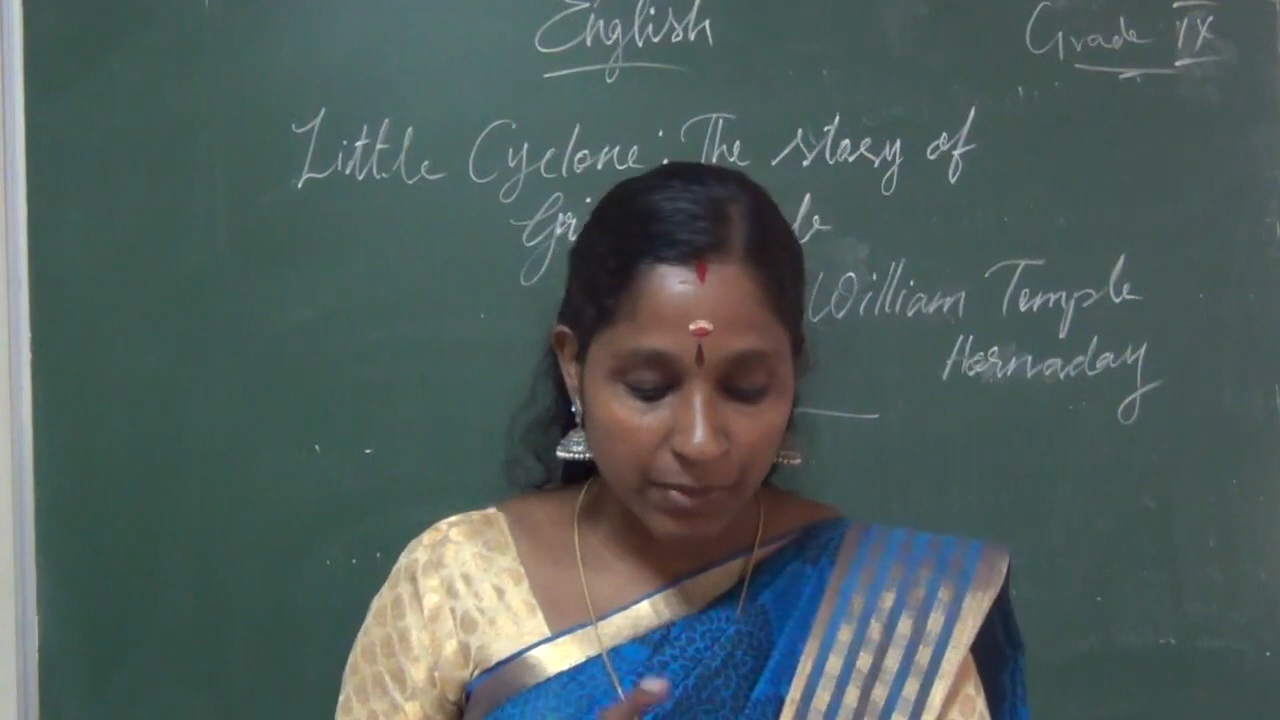 English
Grade IX
Little Cyclone: The story of
William Temple
Hornaday